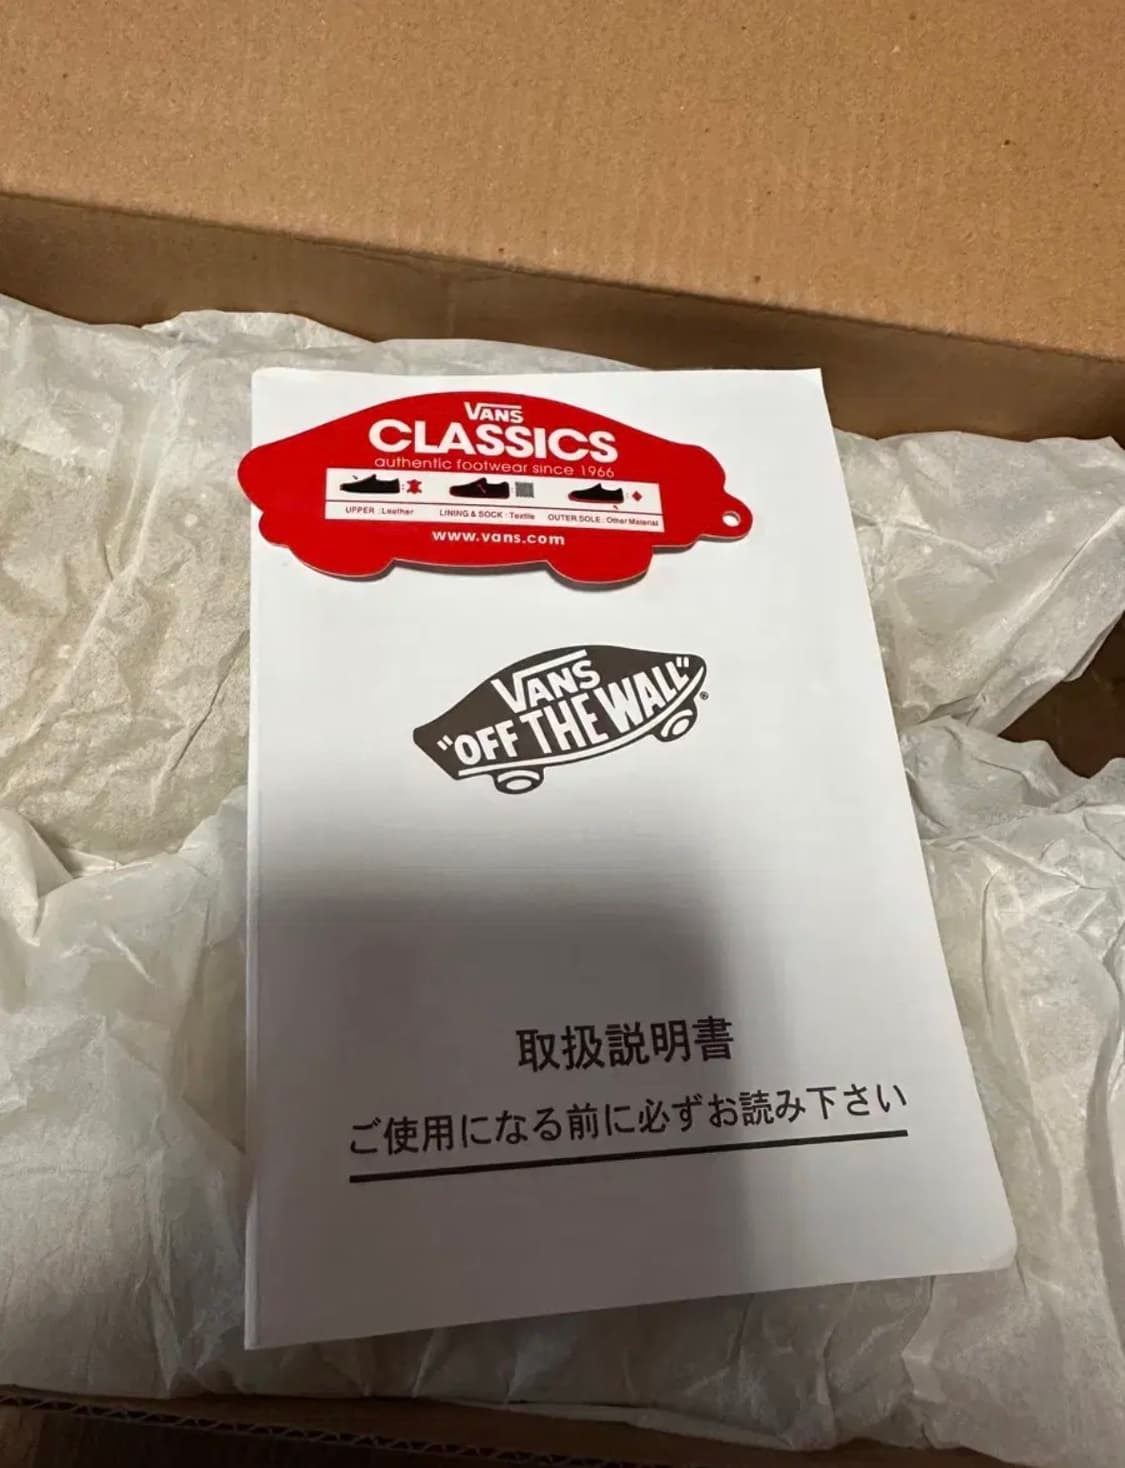 VANS
CLASSICS
authentic footwear since 1966
UPPER : Leather
LINING & SOCK : Textile
OUTER SOLE : Other Material
www.vans.com
VANS
"OFF THE WALL"
®
取扱説明書
ご使用になる前に必ずお読み下さい